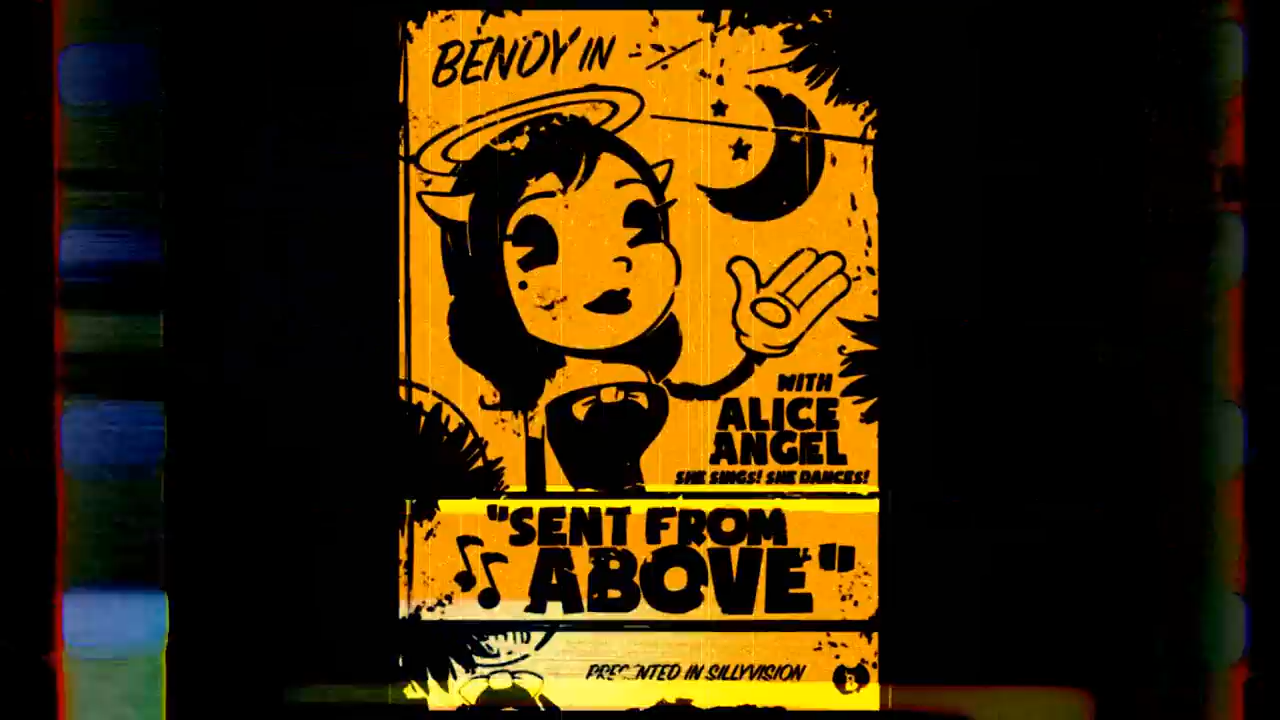 BENDY IN
WITH
ALICE
ANGEL
SHE SINGS! SHE DANCES!
"SENT FROM
ABOVE"
PRESENTED IN SILLYVISION